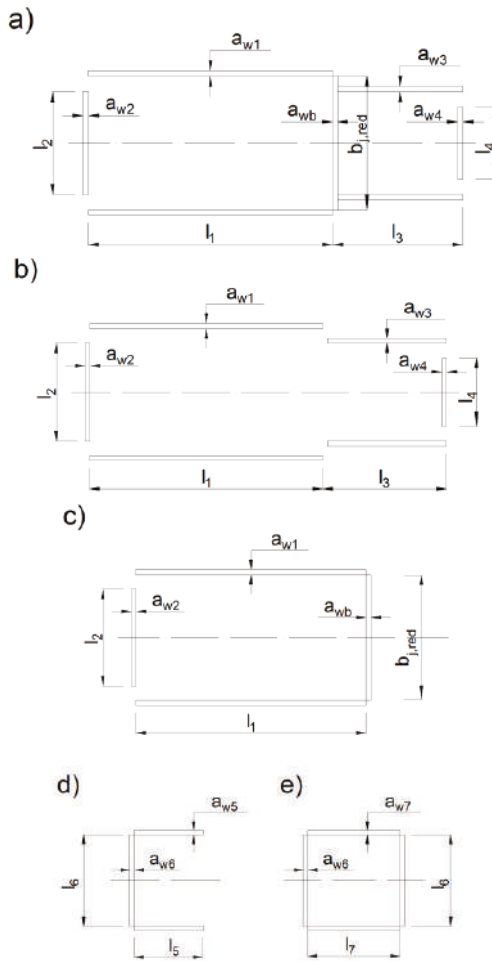 a)
a_w1
a_w3
a_w2
a_wb
a_w4
l_2
b_j,red
l_4
l_1
l_3
b)
a_w1
a_w3
a_w2
a_w4
l_2
l_4
l_1
l_3
c)
a_w1
a_w2
a_wb
l_2
b_j,red
l_1
d)
e)
a_w5
a_w7
a_w6
a_w6
l_6
l_6
l_5
l_7